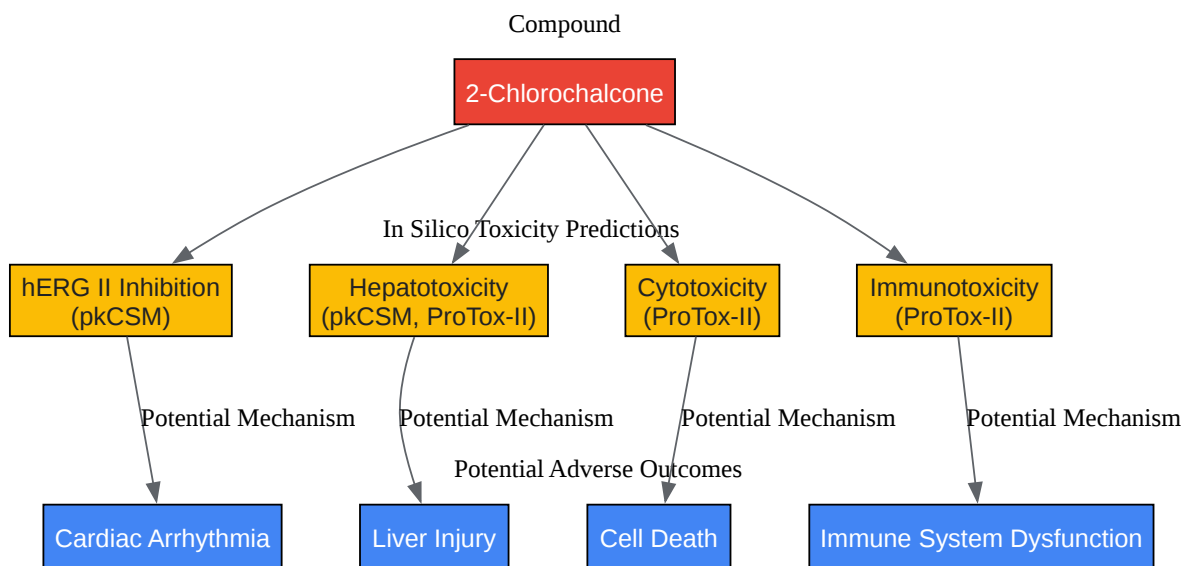 Compound
2-Chlorochalcone
In Silico Toxicity Predictions
hERG II Inhibition
(pkCSM)
Hepatotoxicity
(pkCSM, ProTox-II)
Cytotoxicity
(ProTox-II)
Immunotoxicity
(ProTox-II)
Potential Mechanism
Potential Mechanism
Potential Mechanism
Potential Mechanism
Potential Adverse Outcomes
Cardiac Arrhythmia
Liver Injury
Cell Death
Immune System Dysfunction